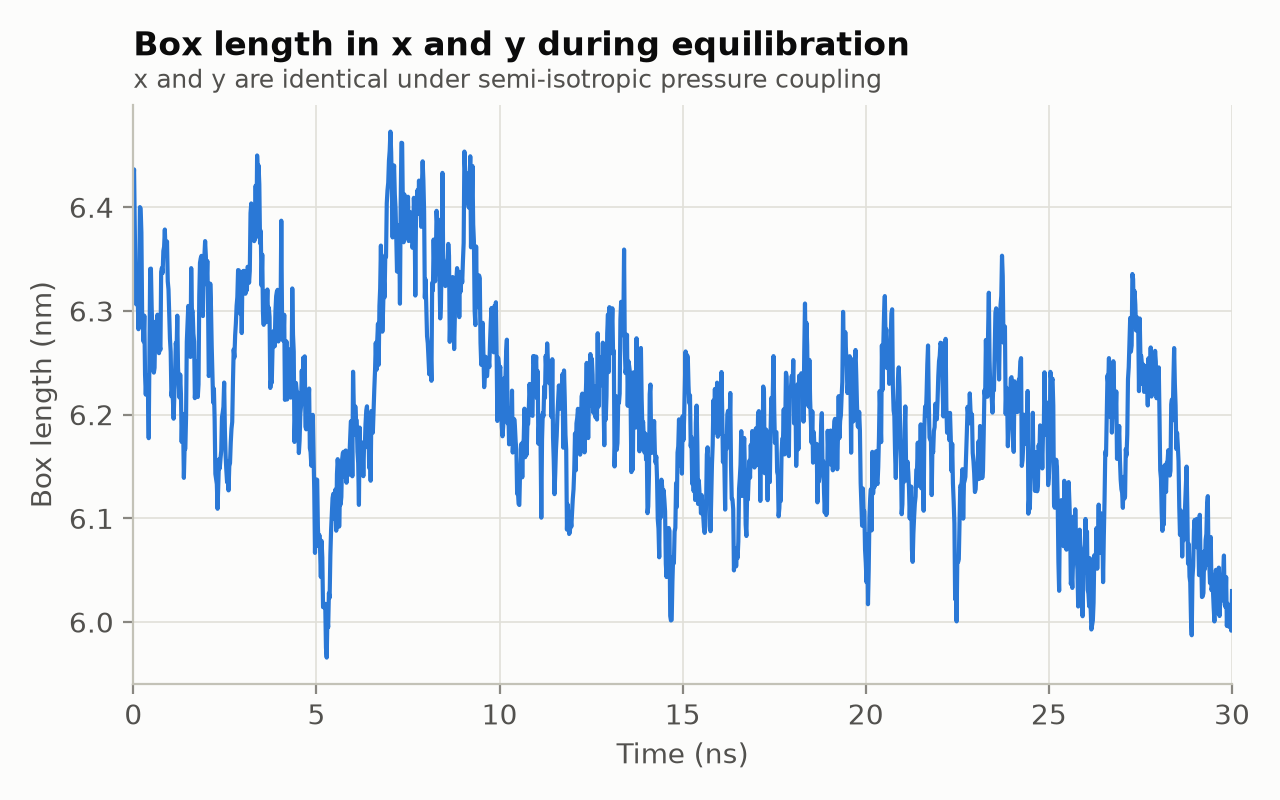 Box length in x and y during equilibration
x and y are identical under semi-isotropic pressure coupling
Box length (nm)
6.4
6.3
6.2
6.1
6.0
0 5 10 15 20 25 30
Time (ns)